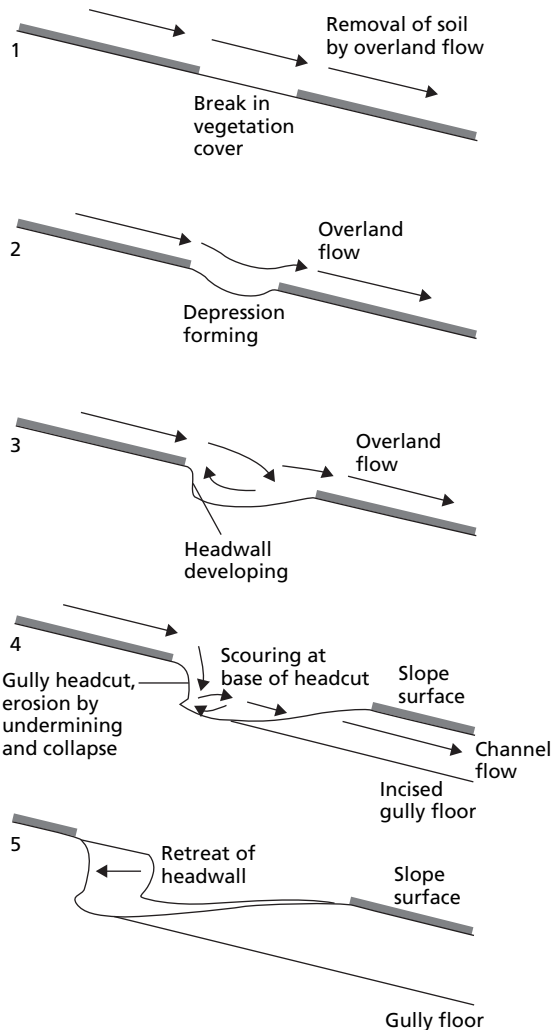 Removal of soil
by overland flow
1
Break in
vegetation
cover
Overland
flow
2
Depression
forming
3
Overland
flow
Headwall
developing
4
Scouring at
base of headcut
Slope
surface
Gully headcut,
erosion by
undermining
and collapse
Channel
flow
Incised
gully floor
5
Retreat of
headwall
Slope
surface
Gully floor